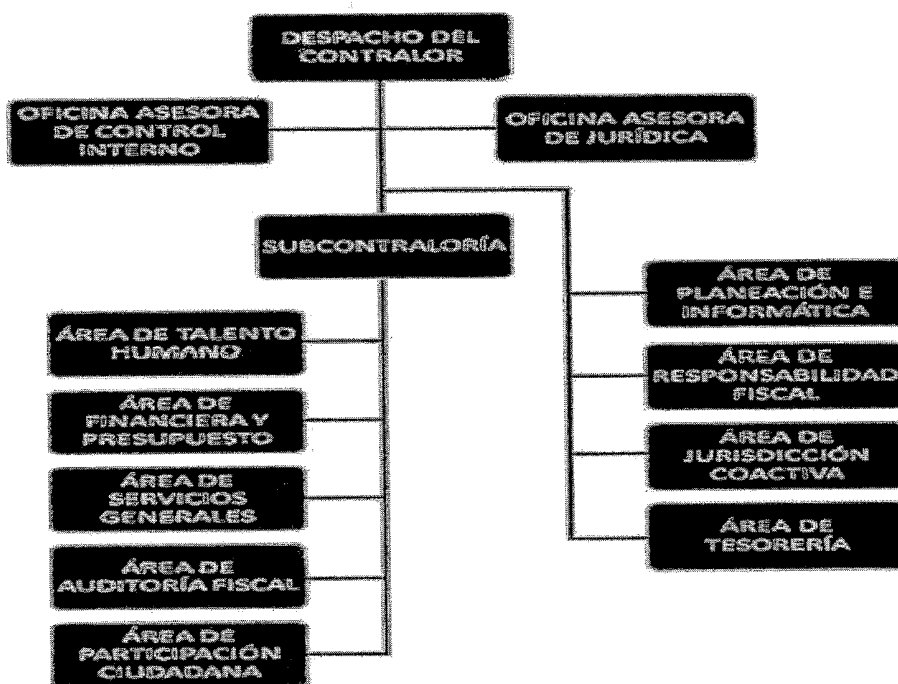 DESPACHO DEL
CONTRALOR
OFICINA ASESORA
DE CONTROL
INTERNO
OFICINA ASESORA
DE JURÍDICA
SUBCONTRALORÍA
ÁREA DE TALENTO
HUMANO
ÁREA DE
FINANCIERA Y
PRESUPUESTO
ÁREA DE
SERVICIOS
GENERALES
ÁREA DE
AUDITORÍA FISCAL
ÁREA DE
PARTICIPACIÓN
CIUDADANA
ÁREA DE
PLANEACIÓN E
INFORMÁTICA
ÁREA DE
RESPONSABILIDAD
FISCAL
ÁREA DE
JURISDICCIÓN
COACTIVA
ÁREA DE
TESORERÍA